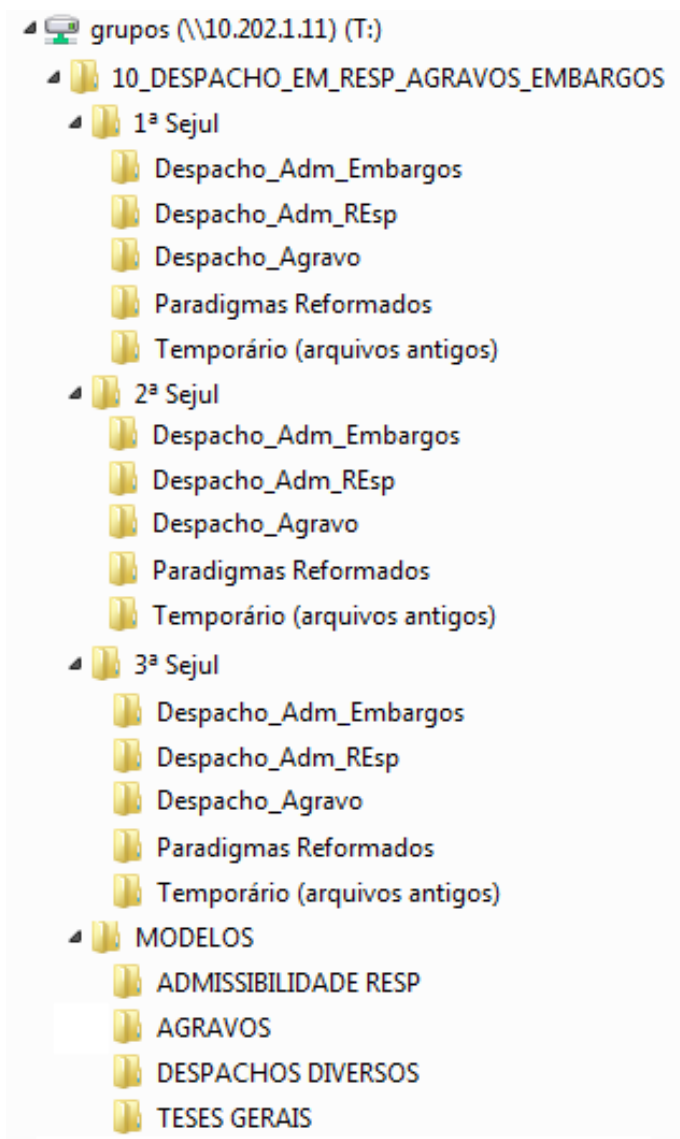 grupos (\\10.202.1.11) (T:)
10_DESPACHO_EM_RESP_AGRAVOS_EMBARGOS
1ª Sejul
Despacho_Adm_Embargos
Despacho_Adm_REsp
Despacho_Agravo
Paradigmas Reformados
Temporário (arquivos antigos)
2ª Sejul
Despacho_Adm_Embargos
Despacho_Adm_REsp
Despacho_Agravo
Paradigmas Reformados
Temporário (arquivos antigos)
3ª Sejul
Despacho_Adm_Embargos
Despacho_Adm_REsp
Despacho_Agravo
Paradigmas Reformados
Temporário (arquivos antigos)
MODELOS
ADMISSIBILIDADE RESP
AGRAVOS
DESPACHOS DIVERSOS
TESES GERAIS